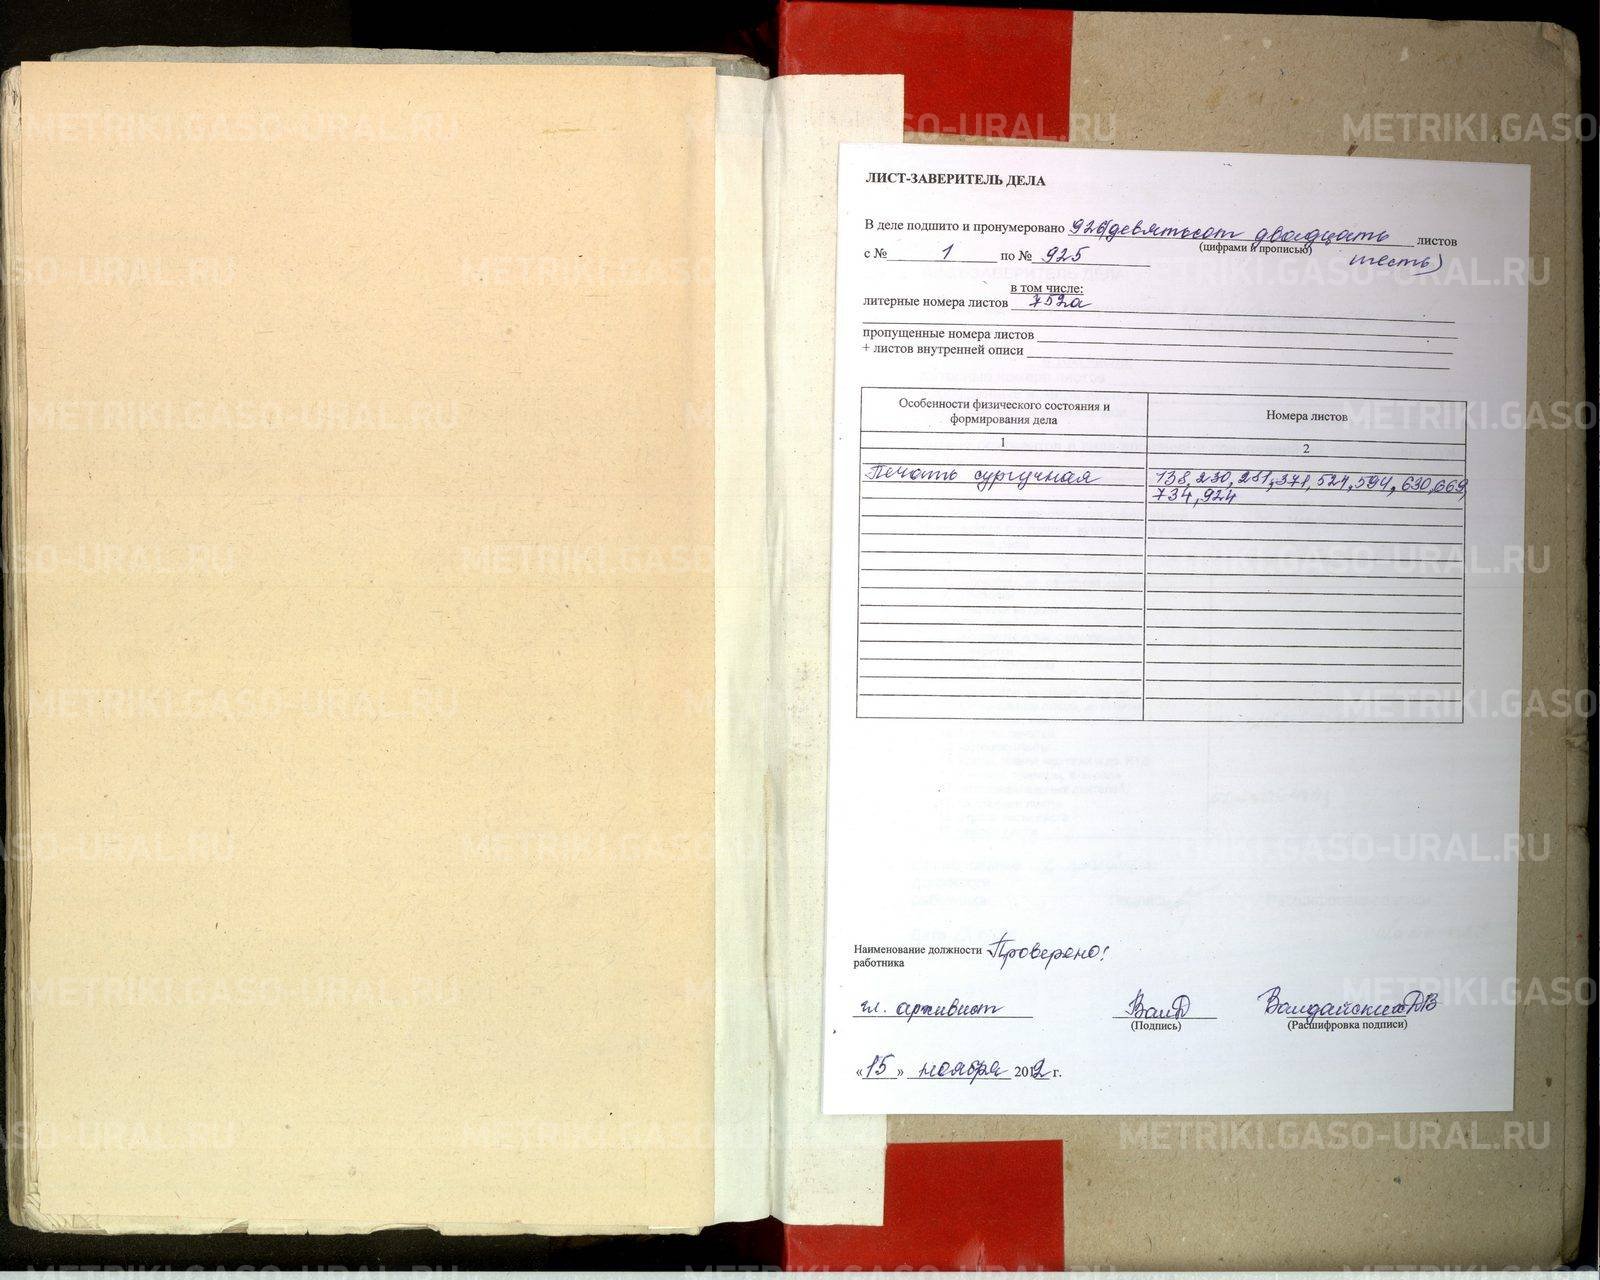 ЛИСТ-ЗАВЕРИТЕЛЬ ДЕЛА
В деле подшито и пронумеровано 926(девятьсот двадцать листов
(цифрами и прописью) шесть)
с № 1 по № 925
в том числе:
литерные номера листов 752а
пропущенные номера листов
+ листов внутренней описи
Особенности физического состояния и формирования дела
Номера листов
1
2
Печать сургучная
138, 230, 281, 371, 524, 594, 630, 669,
734, 924
Наименование должности Проверено!
работника
гл. архивист
(Подпись)
Валдайских ДВ
(Расшифровка подписи)
«15» ноября 2012 г.
METRIKI.GASO-URAL.RU